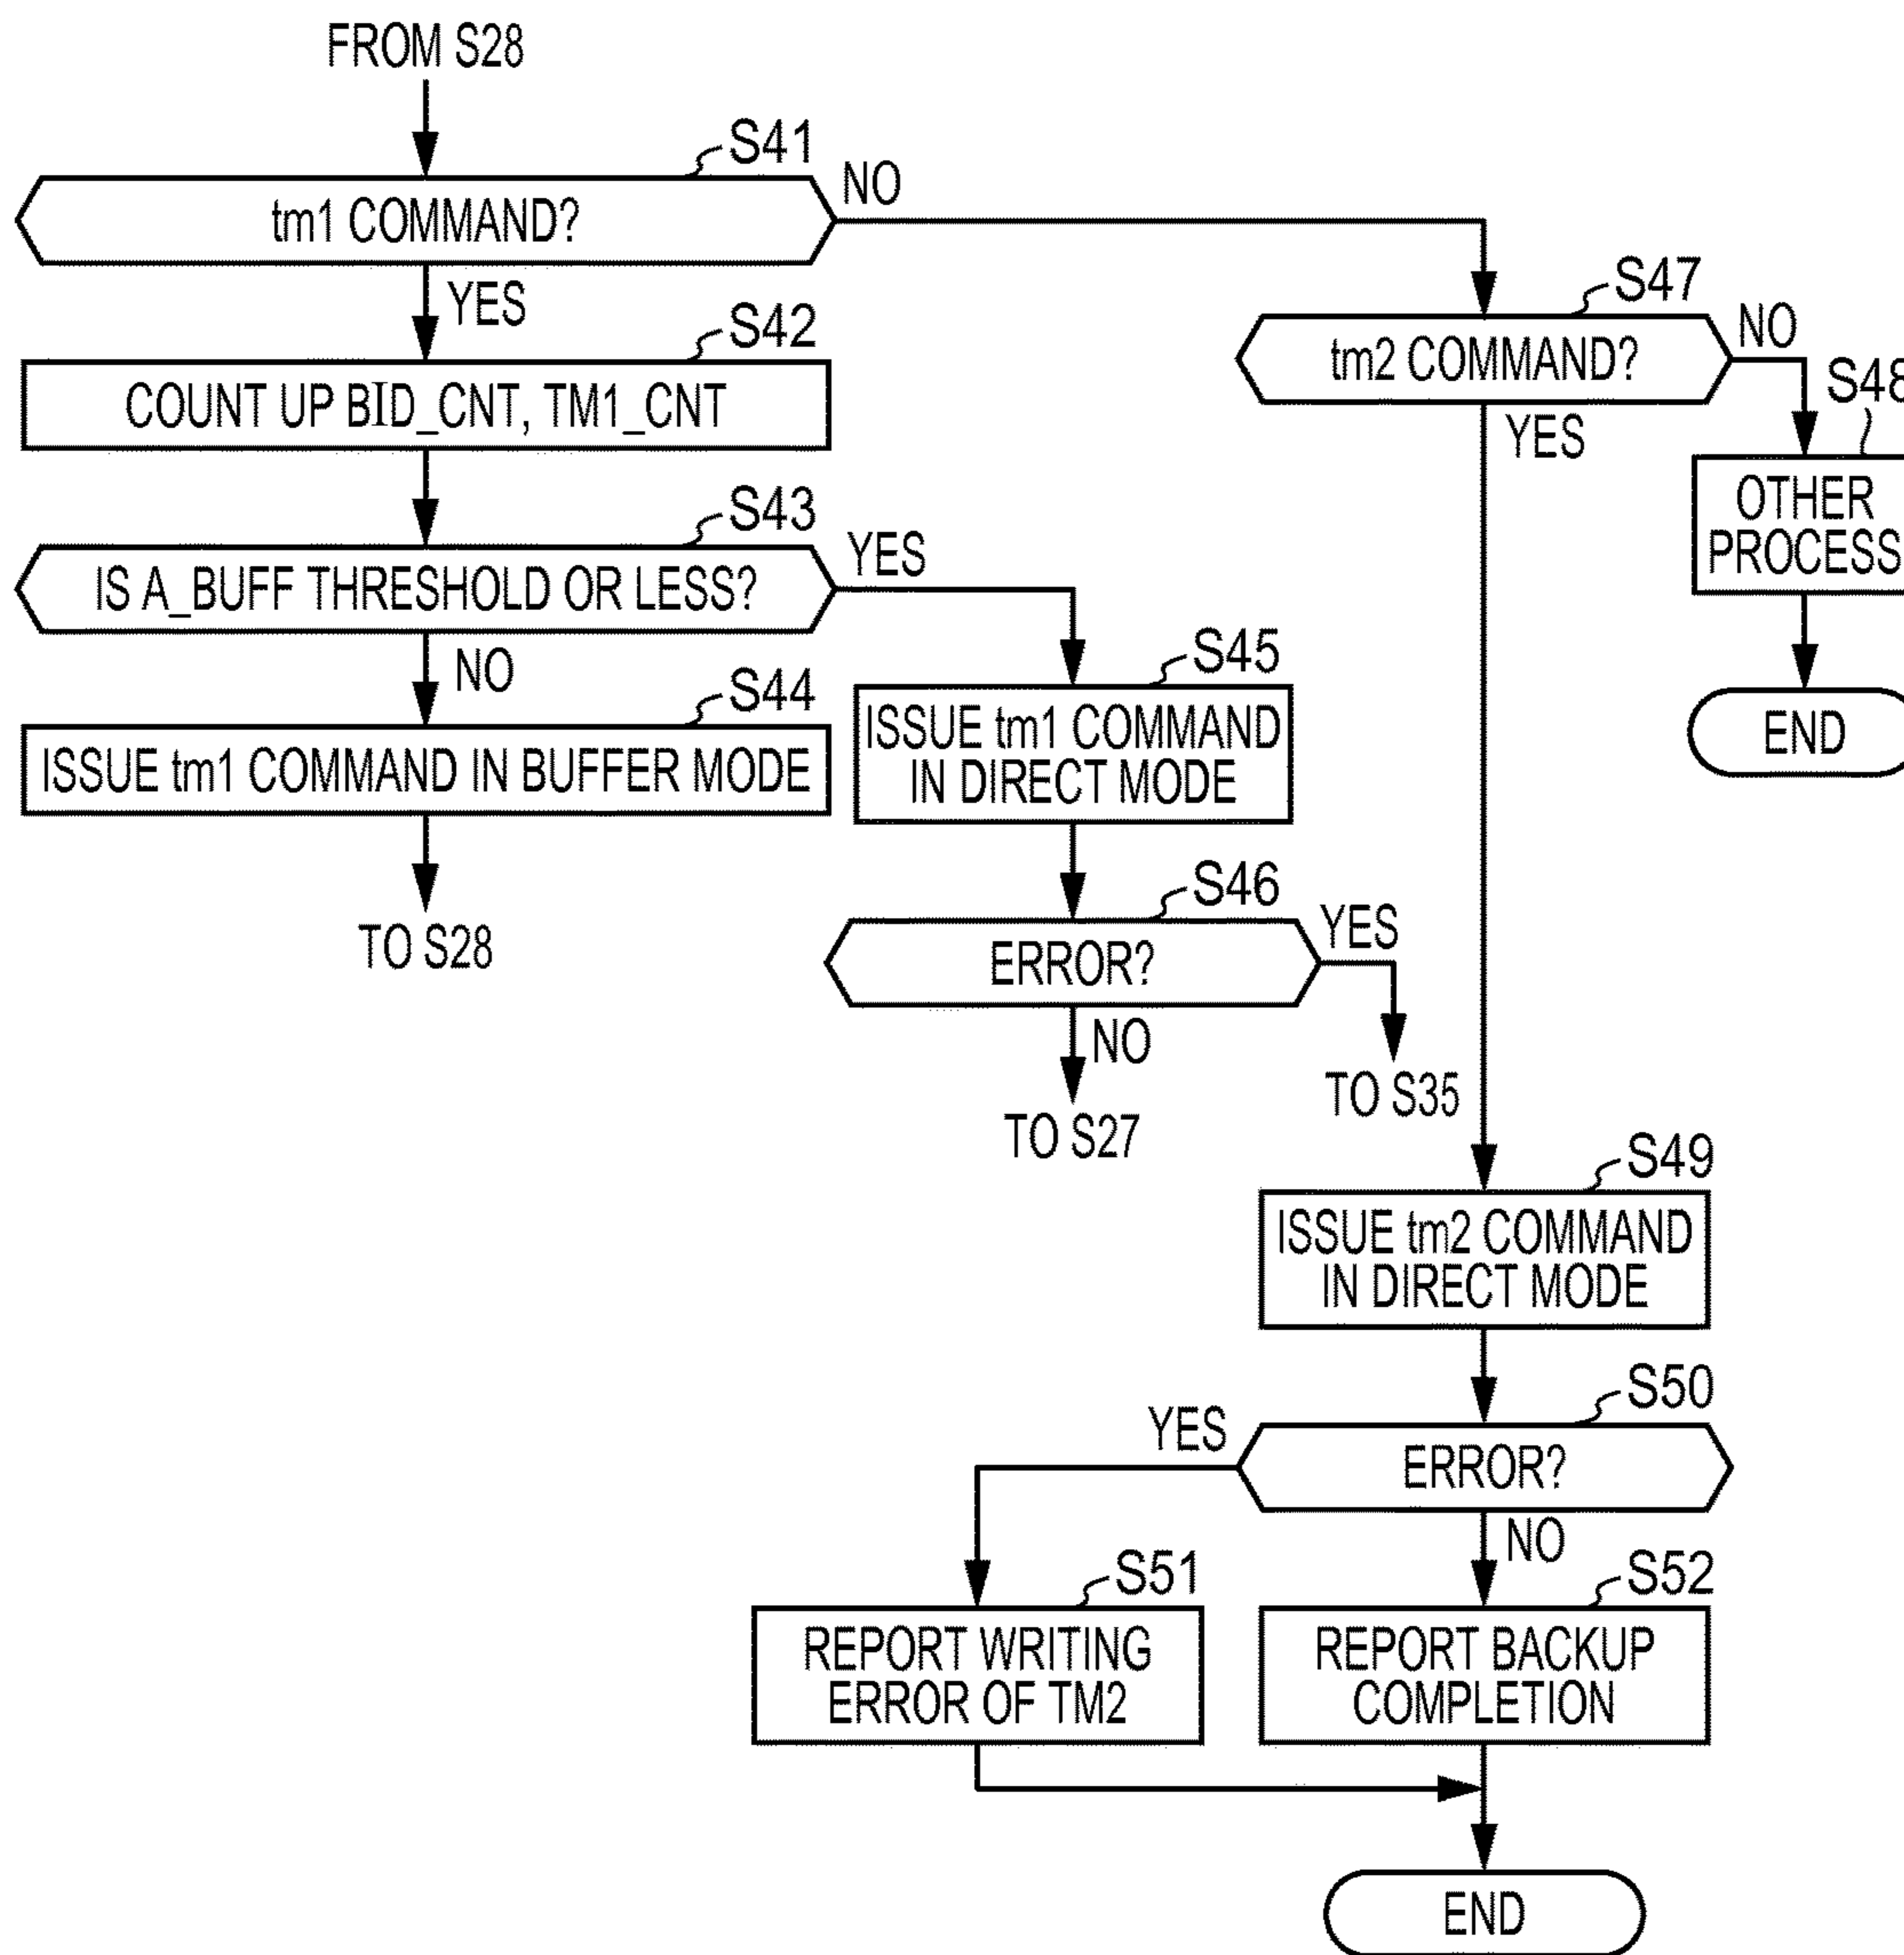 FROM S28
S41
tm1 COMMAND?
NO
YES
S42
COUNT UP BID_CNT, TM1_CNT
S43
IS A_BUFF THRESHOLD OR LESS?
YES
NO
S44
ISSUE tm1 COMMAND IN BUFFER MODE
TO S28
S45
ISSUE tm1 COMMAND
IN DIRECT MODE
S46
ERROR?
YES
NO
TO S35
TO S27
S47
tm2 COMMAND?
NO
YES
S48
OTHER
PROCESS
END
S49
ISSUE tm2 COMMAND
IN DIRECT MODE
S50
ERROR?
YES
NO
S51
REPORT WRITING
ERROR OF TM2
S52
REPORT BACKUP
COMPLETION
END